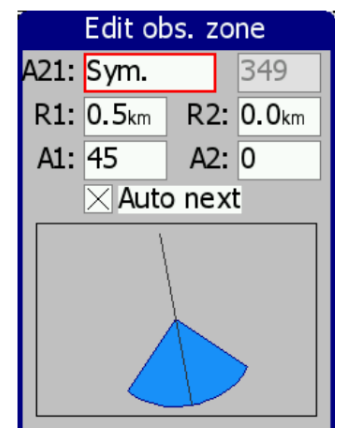 Edit obs. zone
A21: Sym. 349
R1: 0.5km R2: 0.0km
A1: 45 A2: 0
Auto next